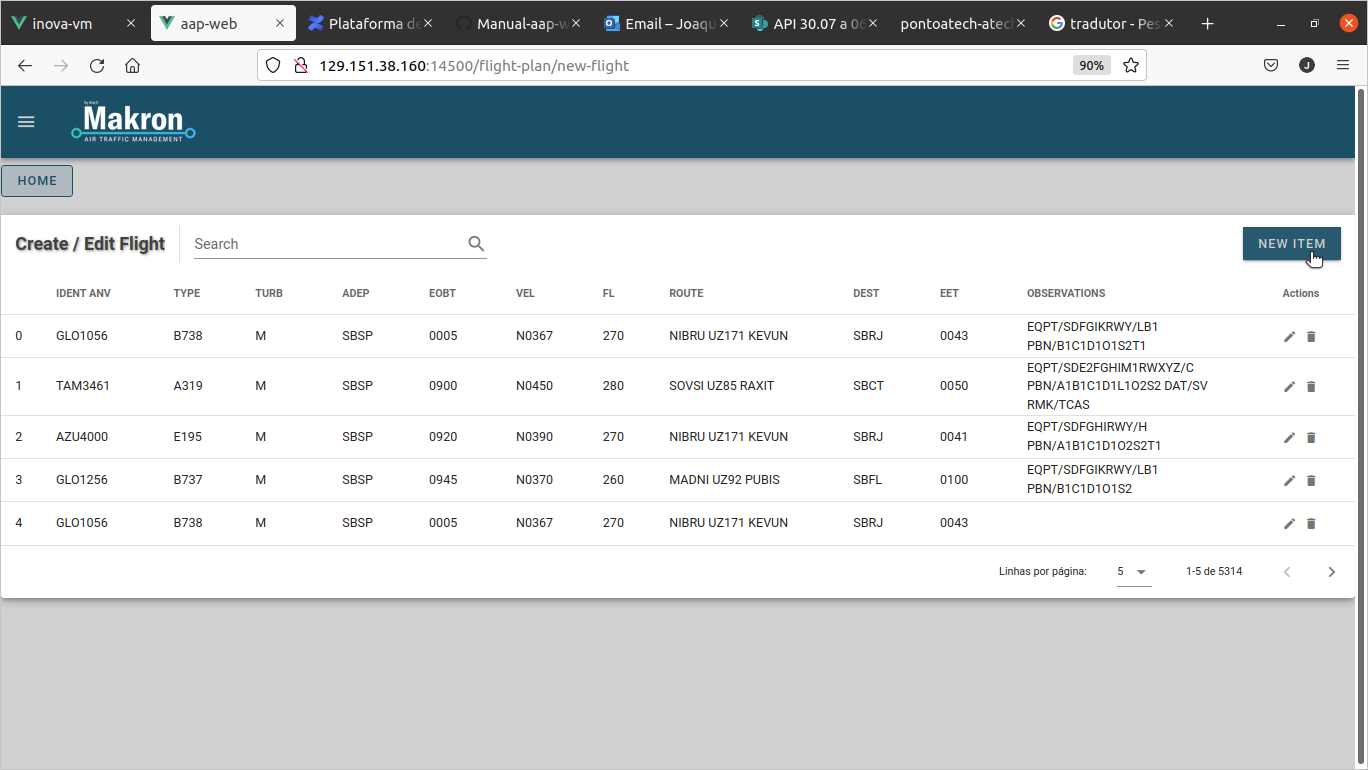 inova-vm
aap-web
Plataforma de
Manual-aap-w
Email – Joaqu
API 30.07 a 06
pontoatech-atech
tradutor - Pes
129.151.38.160:14500/flight-plan/new-flight
90%
J
by Atech
Makron
AIR TRAFFIC MANAGEMENT
HOME
Create / Edit Flight
Search
NEW ITEM
IDENT ANV TYPE TURB ADEP EOBT VEL FL ROUTE DEST EET OBSERVATIONS Actions
0 GLO1056 B738 M SBSP 0005 N0367 270 NIBRU UZ171 KEVUN SBRJ 0043 EQPT/SDFGIKRWY/LB1
PBN/B1C1D1O1S2T1
1 TAM3461 A319 M SBSP 0900 N0450 280 SOVSI UZ85 RAXIT SBCT 0050 EQPT/SDE2FGHIM1RWXYZ/C
PBN/A1B1C1D1L1O2S2 DAT/SV
RMK/TCAS
2 AZU4000 E195 M SBSP 0920 N0390 270 NIBRU UZ171 KEVUN SBRJ 0041 EQPT/SDFGHIRWY/H
PBN/A1B1C1D1O2S2T1
3 GLO1256 B737 M SBSP 0945 N0370 260 MADNI UZ92 PUBIS SBFL 0100 EQPT/SDFGIKRWY/LB1
PBN/B1C1D1O1S2
4 GLO1056 B738 M SBSP 0005 N0367 270 NIBRU UZ171 KEVUN SBRJ 0043
Linhas por página: 5 1-5 de 5314